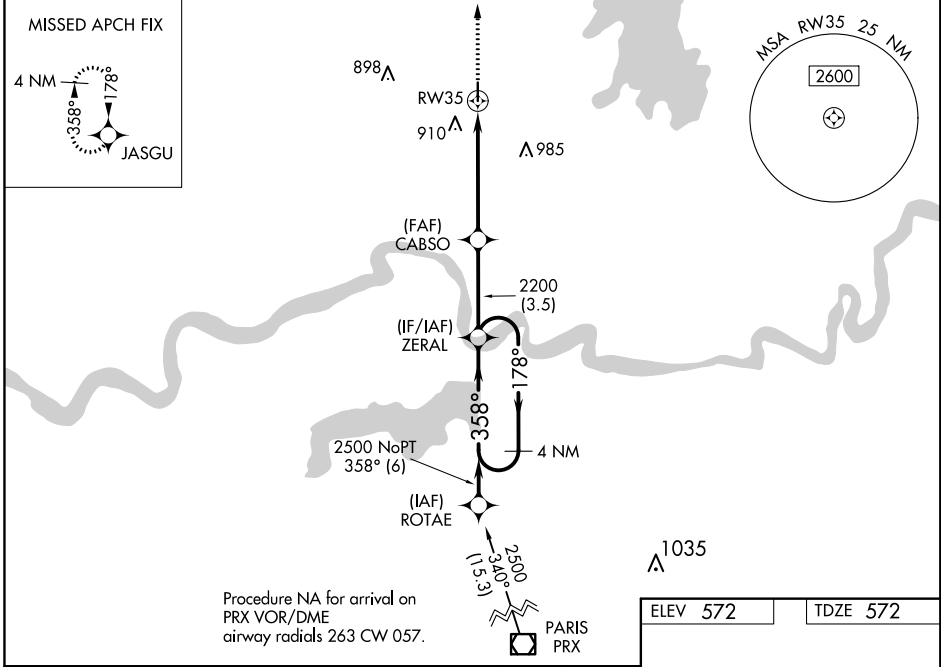 MISSED APCH FIX
4 NM
358°
178°
JASGU
MSA RW35 25 NM
2600
898
RW35
910
985
(FAF)
CABSO
2200
(3.5)
(IF/IAF)
ZERAL
358°
178°
2500 NoPT
358° (6)
4 NM
(IAF)
ROTAE
2500
340°
(15.3)
1035
Procedure NA for arrival on
PRX VOR/DME
airway radials 263 CW 057.
PARIS
PRX
ELEV 572
TDZE 572